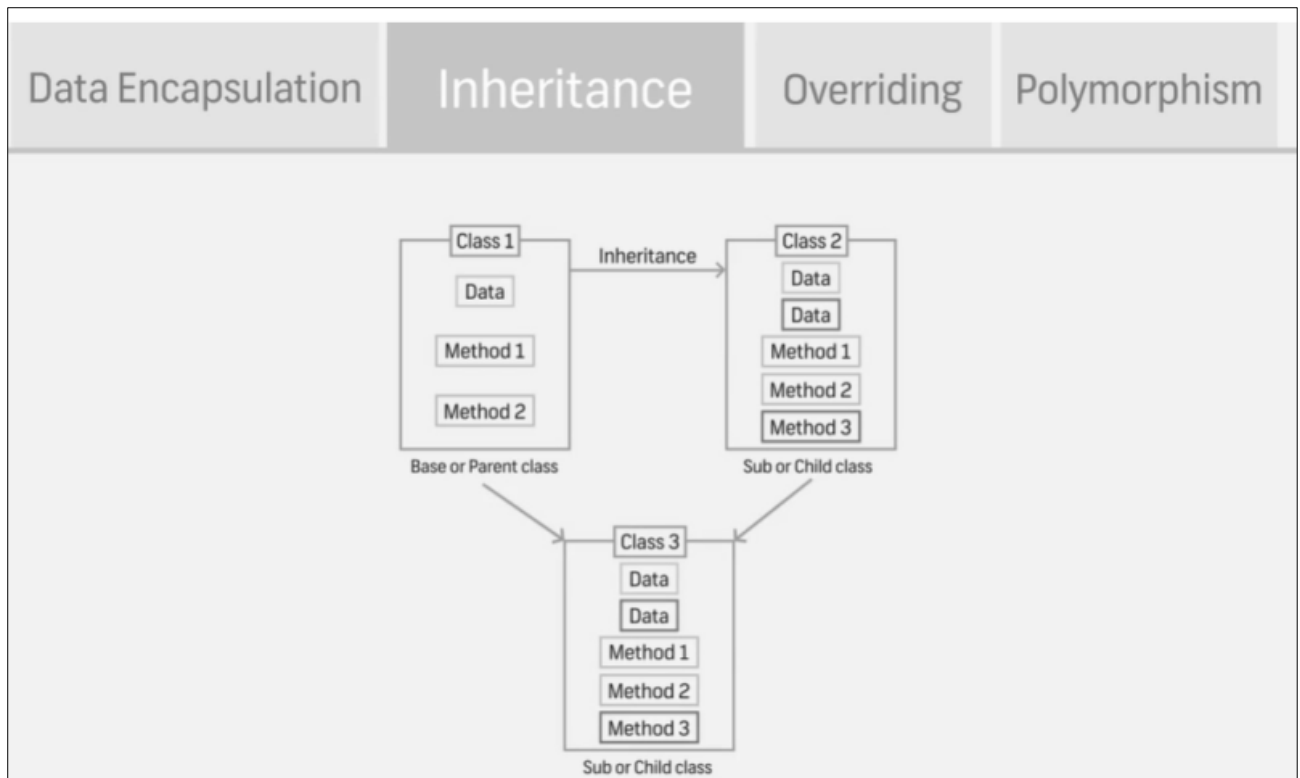 Data Encapsulation
Inheritance
Overriding
Polymorphism
Class 1
Data
Method 1
Method 2
Base or Parent class
Inheritance
Class 2
Data
Data
Method 1
Method 2
Method 3
Sub or Child class
Class 3
Data
Data
Method 1
Method 2
Method 3
Sub or Child class